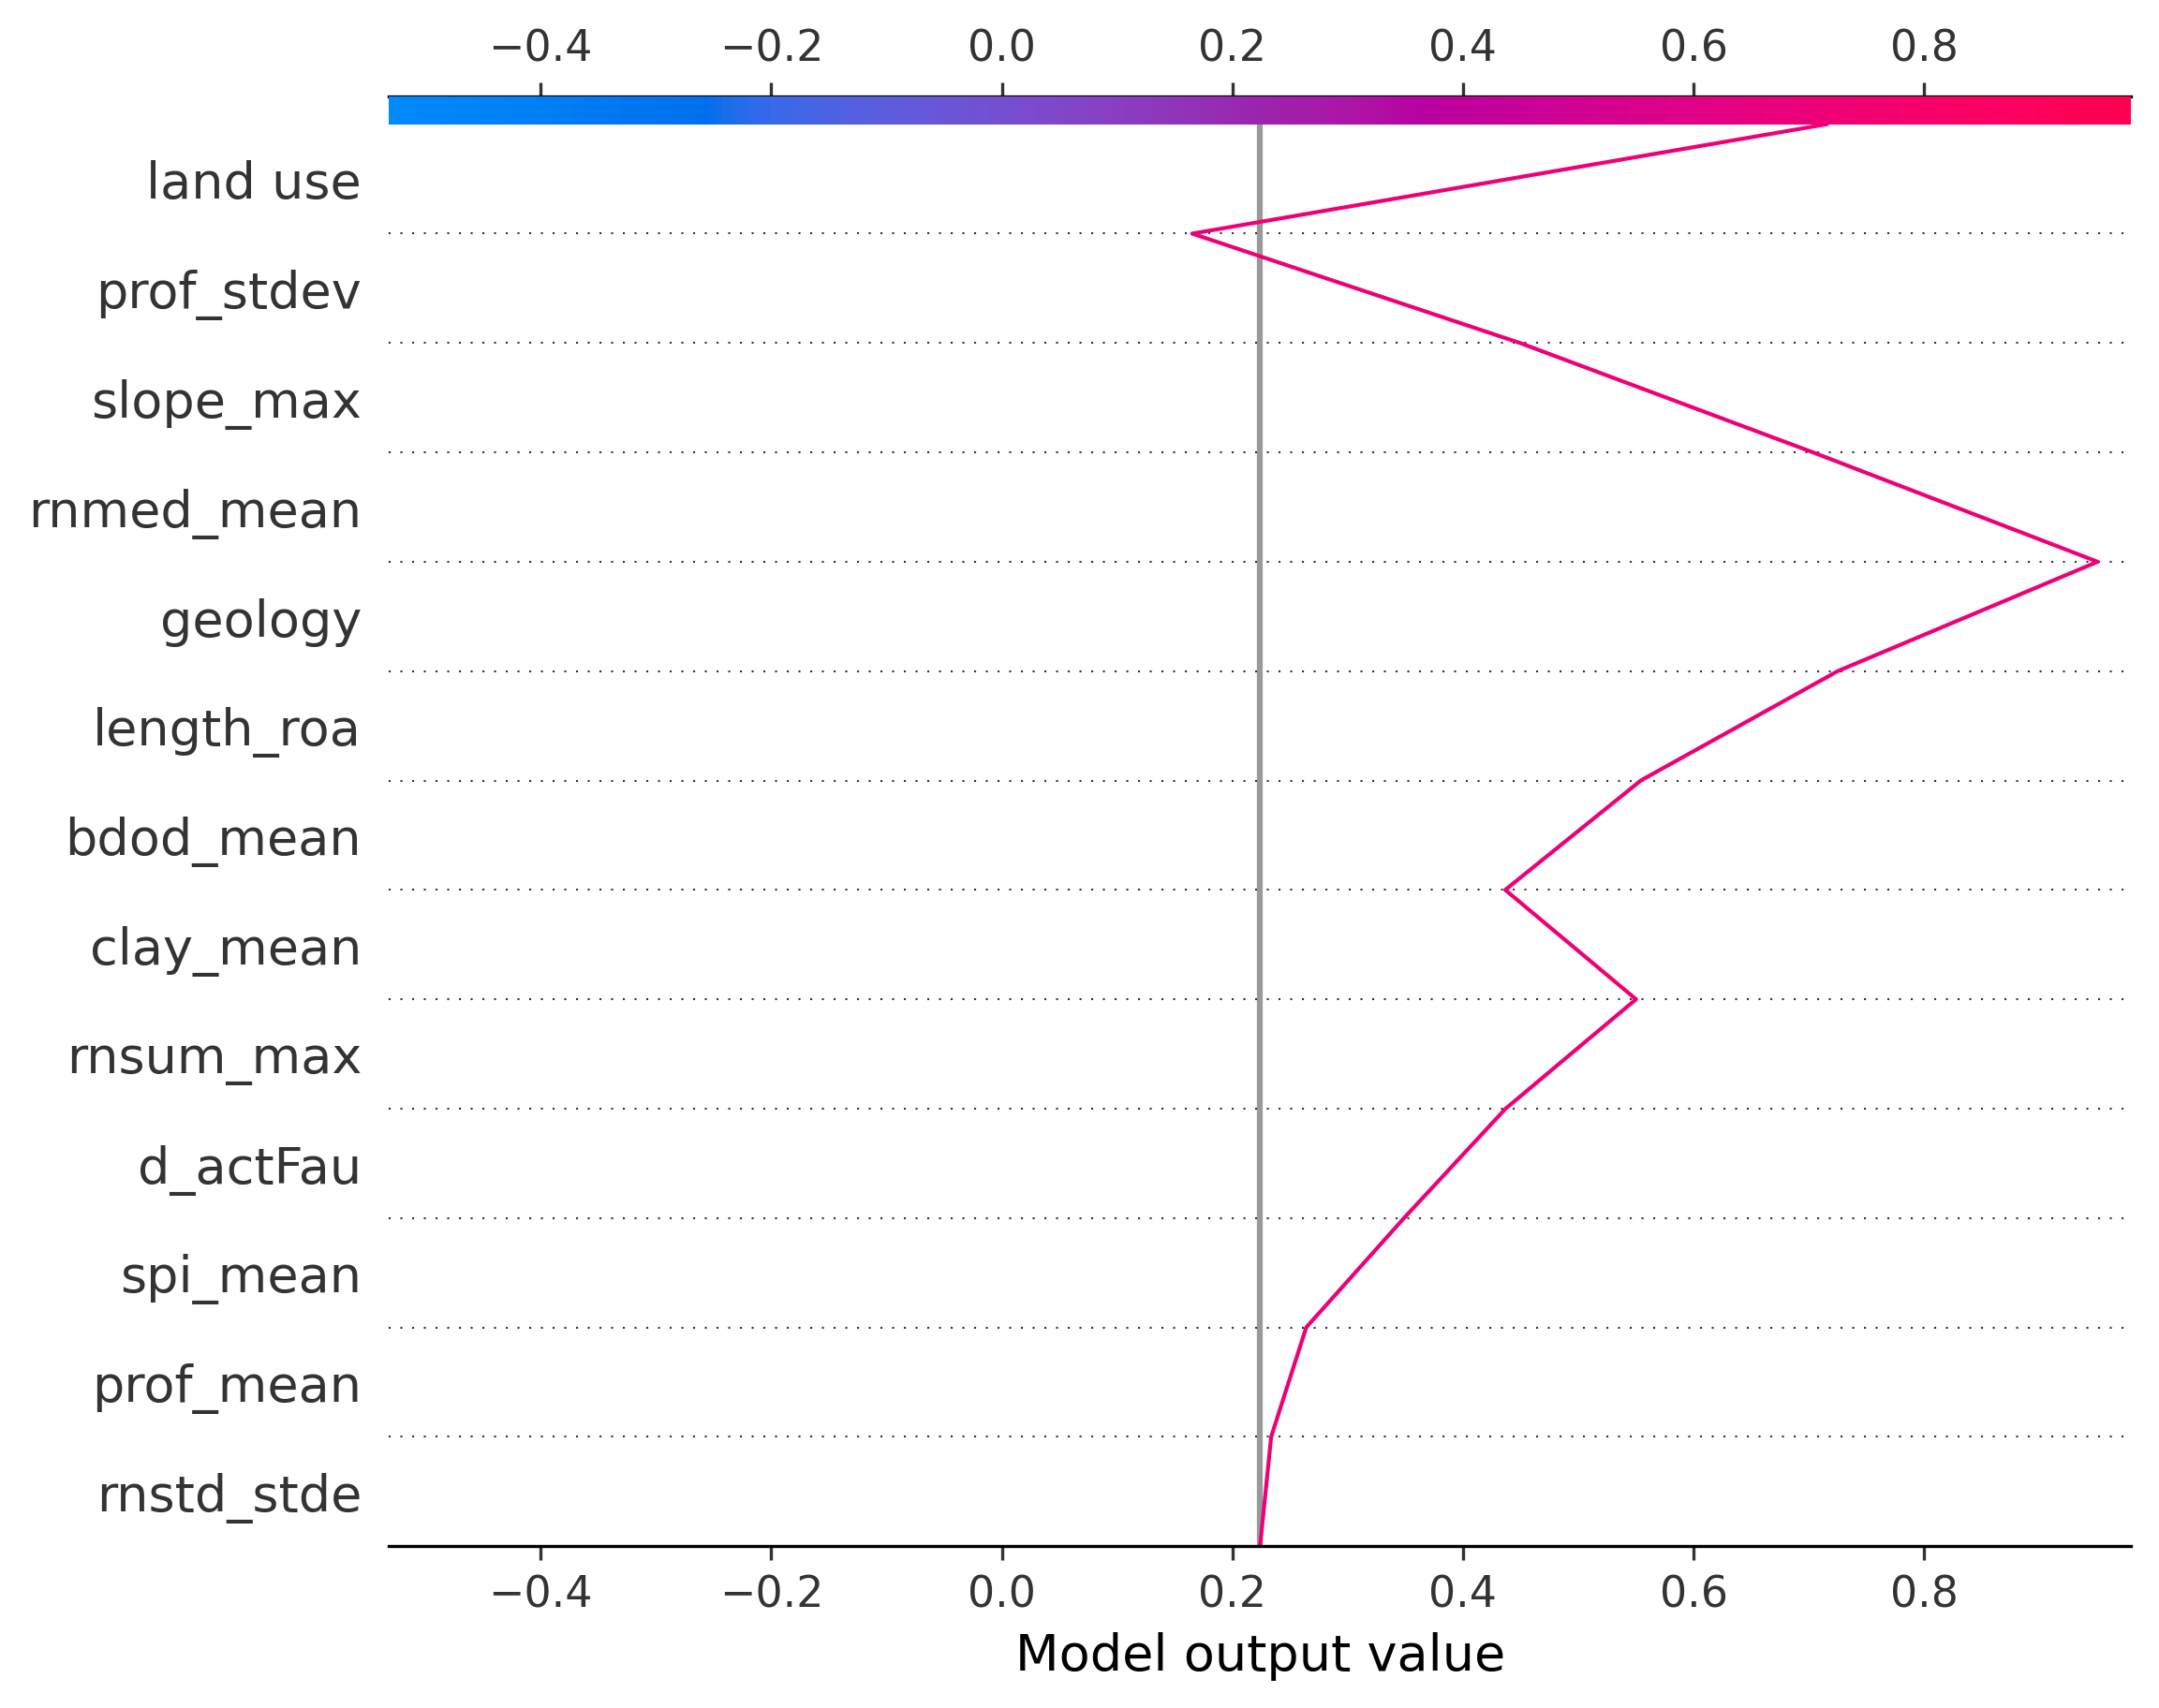 −0.4 −0.2 0.0 0.2 0.4 0.6 0.8
land use
prof_stdev
slope_max
rnmed_mean
geology
length_roa
bdod_mean
clay_mean
rnsum_max
d_actFau
spi_mean
prof_mean
rnstd_stde
−0.4 −0.2 0.0 0.2 0.4 0.6 0.8
Model output value